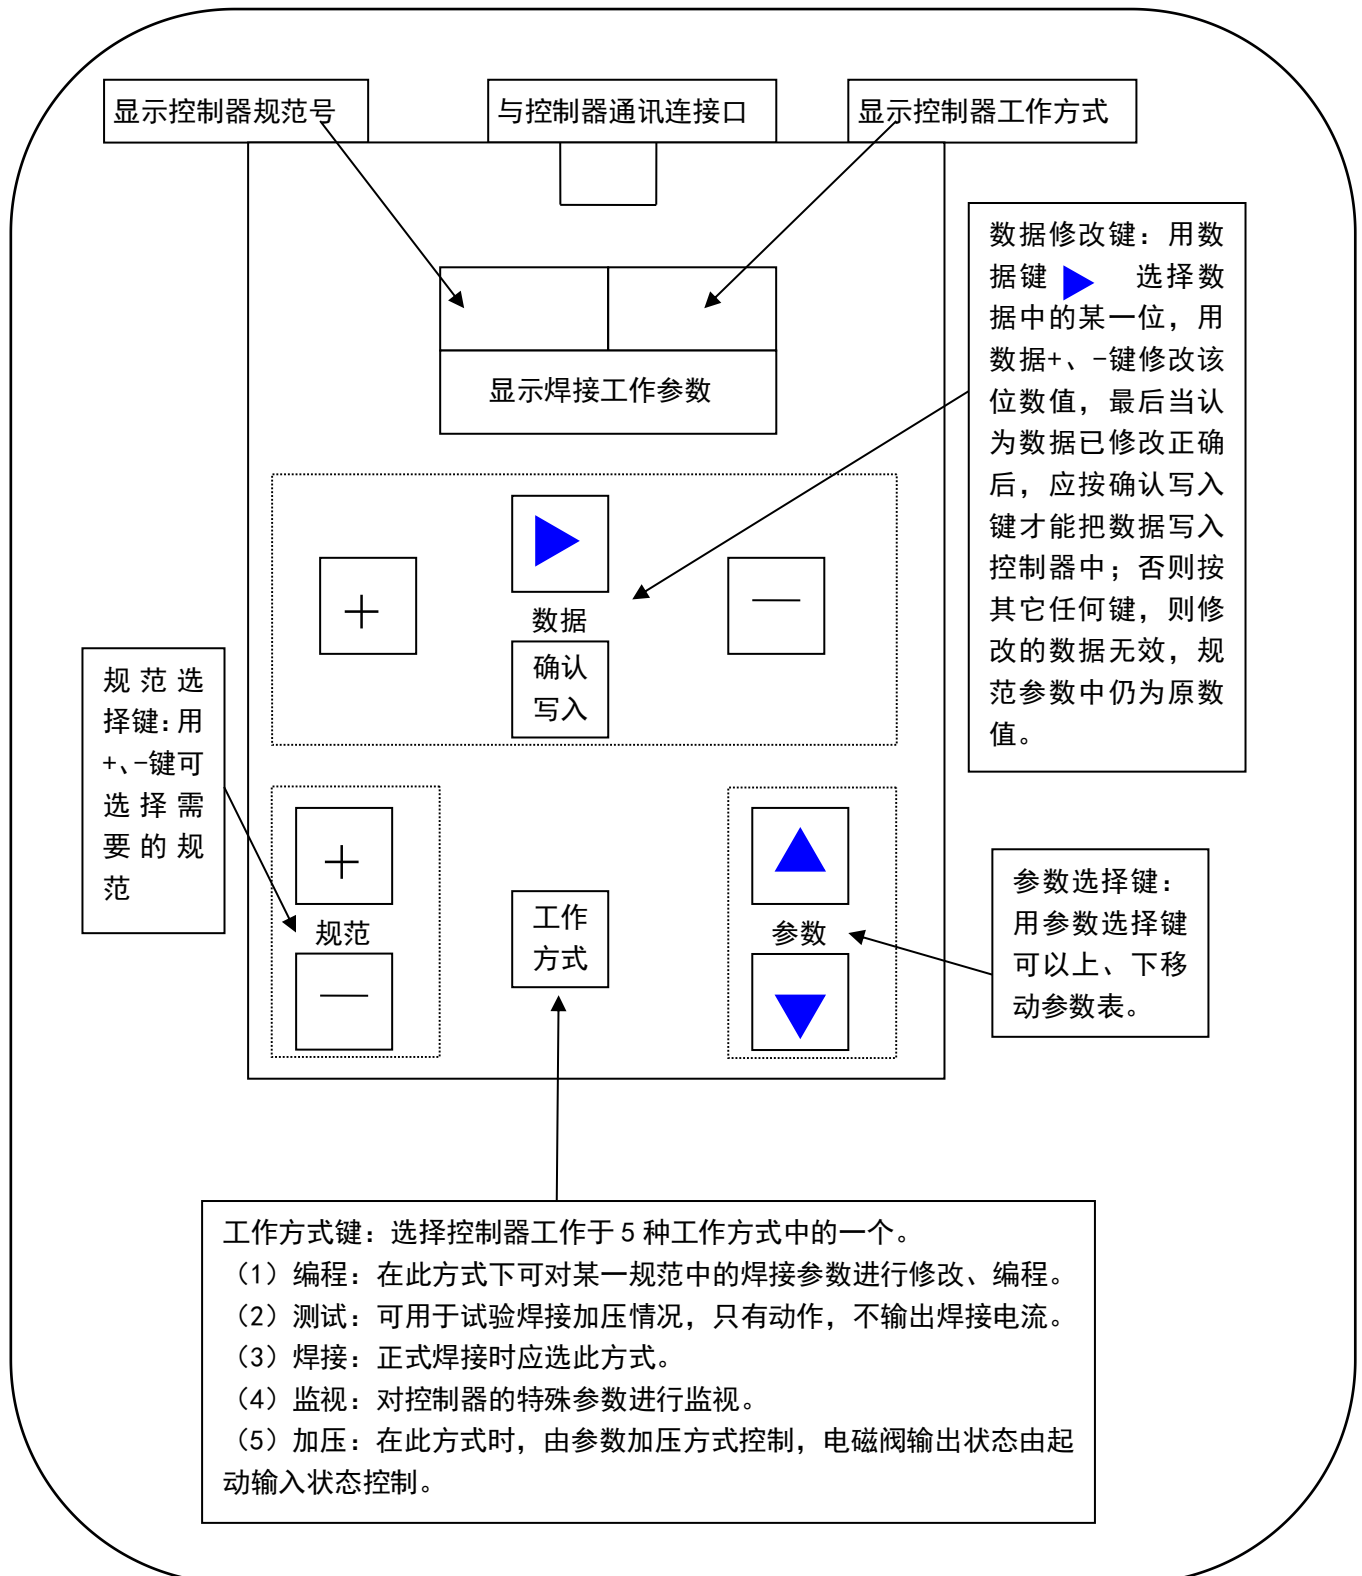 显示控制器规范号
与控制器通讯连接口
显示控制器工作方式
数据修改键：用数
据键 选择数
据中的某一位，用
数据+、-键修改该
位数值，最后当认
为数据已修改正确
后，应按确认写入
键才能把数据写入
控制器中；否则按
其它任何键，则修
改的数据无效，规
范参数中仍为原数
值。
显示焊接工作参数
+
—
数据
确认
写入
规范选
择键：用
+、-键可
选择需
要的规
范
+
规范
—
工作
方式
参数
参数选择键：
用参数选择键
可以上、下移
动参数表。
工作方式键：选择控制器工作于 5 种工作方式中的一个。
（1）编程：在此方式下可对某一规范中的焊接参数进行修改、编程。
（2）测试：可用于试验焊接加压情况，只有动作，不输出焊接电流。
（3）焊接：正式焊接时应选此方式。
（4）监视：对控制器的特殊参数进行监视。
（5）加压：在此方式时，由参数加压方式控制，电磁阀输出状态由起
动输入状态控制。